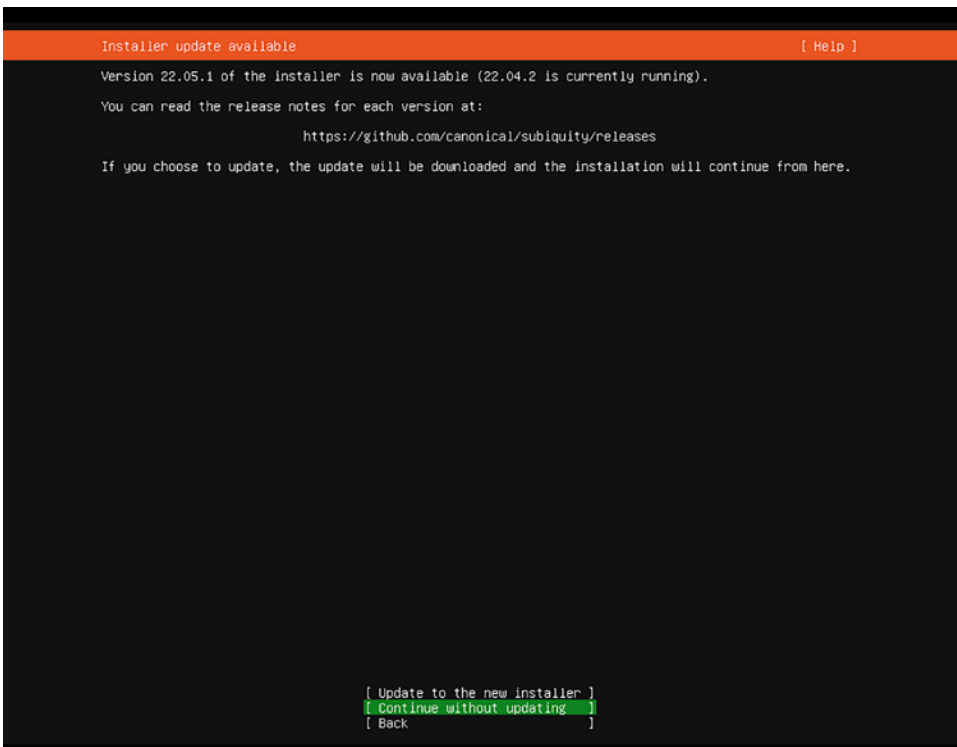 Installer update available [ Help ]
Version 22.05.1 of the installer is now available (22.04.2 is currently running).
You can read the release notes for each version at:
https://github.com/canonical/subiquity/releases
If you choose to update, the update will be downloaded and the installation will continue from here.
[ Update to the new installer ]
[ Continue without updating ]
[ Back ]